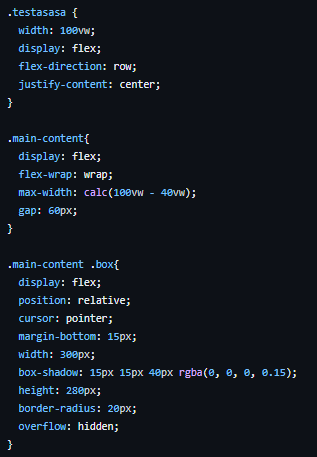 .testasasa {
  width: 100vw;
  display: flex;
  flex-direction: row;
  justify-content: center;
}

.main-content{
  display: flex;
  flex-wrap: wrap;
  max-width: calc(100vw - 40vw);
  gap: 60px;
}

.main-content .box{
  display: flex;
  position: relative;
  cursor: pointer;
  margin-bottom: 15px;
  width: 300px;
  box-shadow: 15px 15px 40px rgba(0, 0, 0, 0.15);
  height: 280px;
  border-radius: 20px;
  overflow: hidden;
}